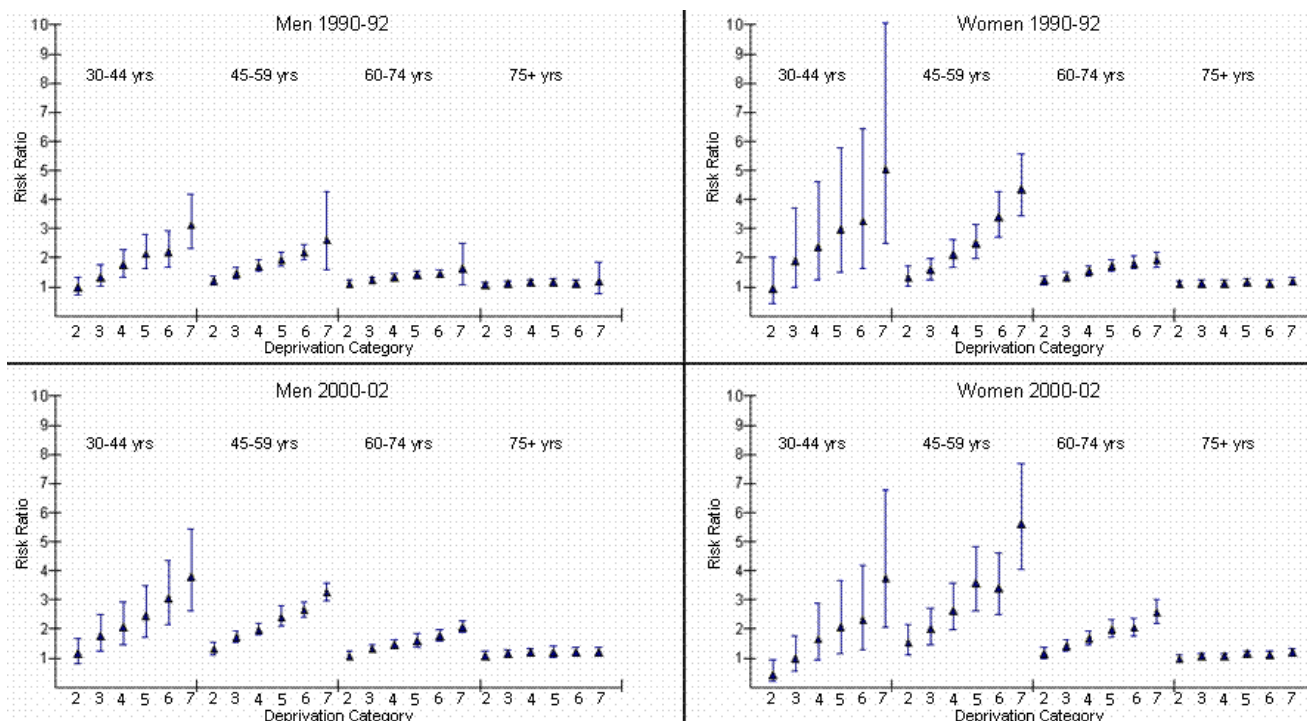 Men 1990-92
30-44 yrs 45-59 yrs 60-74 yrs 75+ yrs
10
9
8
7
6
5
4
3
2
1
Risk Ratio
2 3 4 5 6 7 2 3 4 5 6 7 2 3 4 5 6 7 2 3 4 5 6 7
Deprivation Category
Women 1990-92
30-44 yrs 45-59 yrs 60-74 yrs 75+ yrs
10
9
8
7
6
5
4
3
2
1
Risk Ratio
2 3 4 5 6 7 2 3 4 5 6 7 2 3 4 5 6 7 2 3 4 5 6 7
Deprivation Category
Men 2000-02
30-44 yrs 45-59 yrs 60-74 yrs 75+ yrs
10
9
8
7
6
5
4
3
2
1
Risk Ratio
2 3 4 5 6 7 2 3 4 5 6 7 2 3 4 5 6 7 2 3 4 5 6 7
Deprivation Category
Women 2000-02
30-44 yrs 45-59 yrs 60-74 yrs 75+ yrs
10
9
8
7
6
5
4
3
2
1
Risk Ratio
2 3 4 5 6 7 2 3 4 5 6 7 2 3 4 5 6 7 2 3 4 5 6 7
Deprivation Category